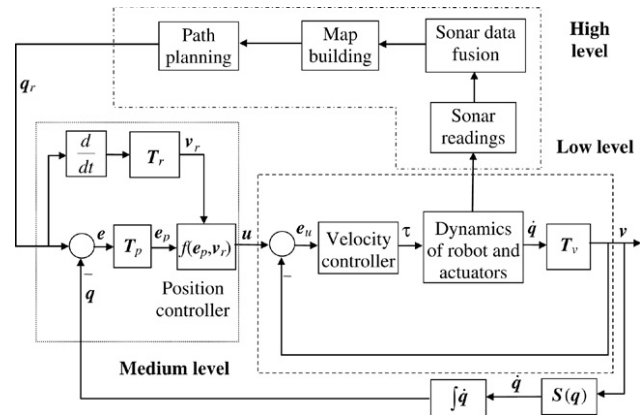 Path
planning
Map
building
Sonar data
fusion
High
level
q_r
Sonar
readings
Low level
d
dt
T_r
v_r
e
T_p
e_p
f(e_p,v_r)
u
e_u
Velocity
controller
τ
Dynamics
of robot and
actuators
q̇
T_v
v
−
q
−
Position
controller
Medium level
∫q̇
q̇
S(q)